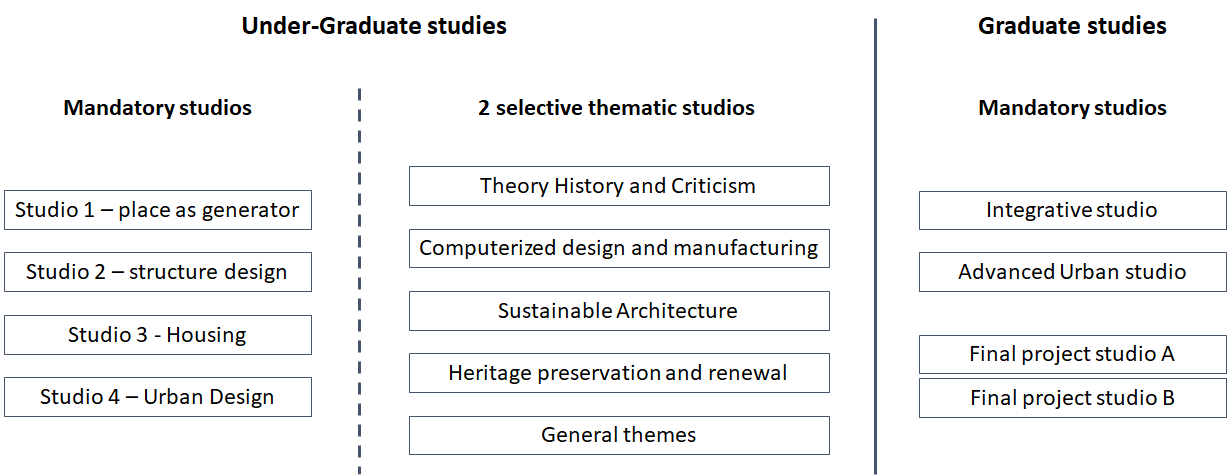 Under-Graduate studies
Graduate studies
Mandatory studios
2 selective thematic studios
Mandatory studios
Studio 1 – place as generator
Studio 2 – structure design
Studio 3 - Housing
Studio 4 – Urban Design
Theory History and Criticism
Computerized design and manufacturing
Sustainable Architecture
Heritage preservation and renewal
General themes
Integrative studio
Advanced Urban studio
Final project studio A
Final project studio B